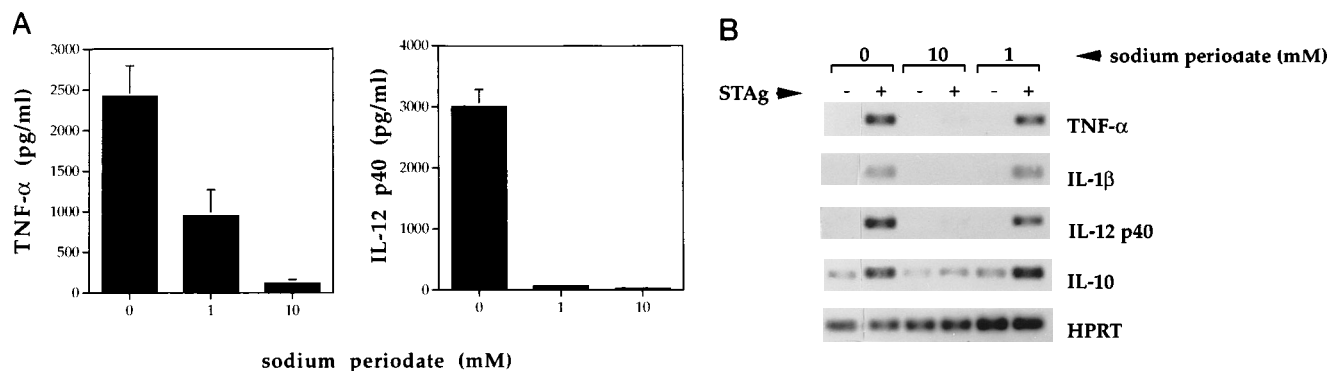 A
TNF-α (pg/ml)
3000
2500
2000
1500
1000
500
0
0 1 10
IL-12 p40 (pg/ml)
4000
3000
2000
1000
0
0 1 10
sodium periodate (mM)
B
0 10 1 sodium periodate (mM)
STAg - + - + - +
TNF-α
IL-1β
IL-12 p40
IL-10
HPRT